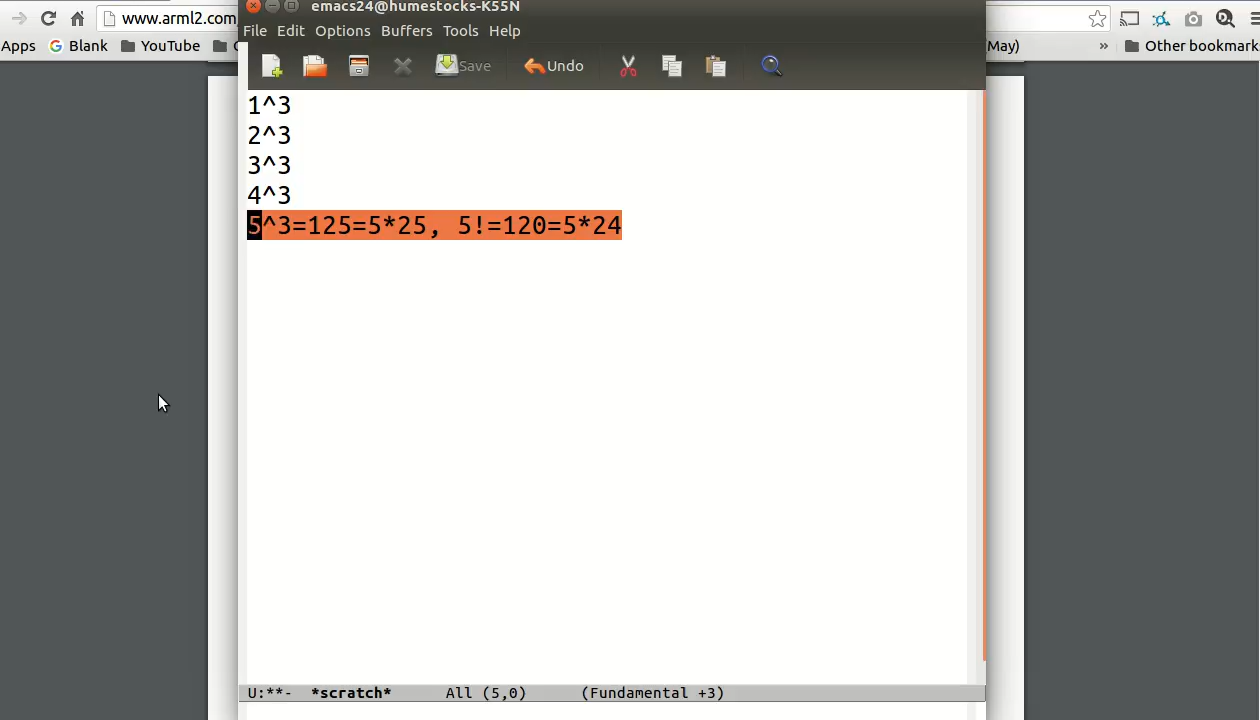 emacs24@humestocks-K55N
www.arml2.com
Apps Blank YouTube May) » Other bookmark
File Edit Options Buffers Tools Help
Save Undo
1^3
2^3
3^3
4^3
5^3=125=5*25, 5!=120=5*24
U:**- *scratch* All (5,0) (Fundamental +3)